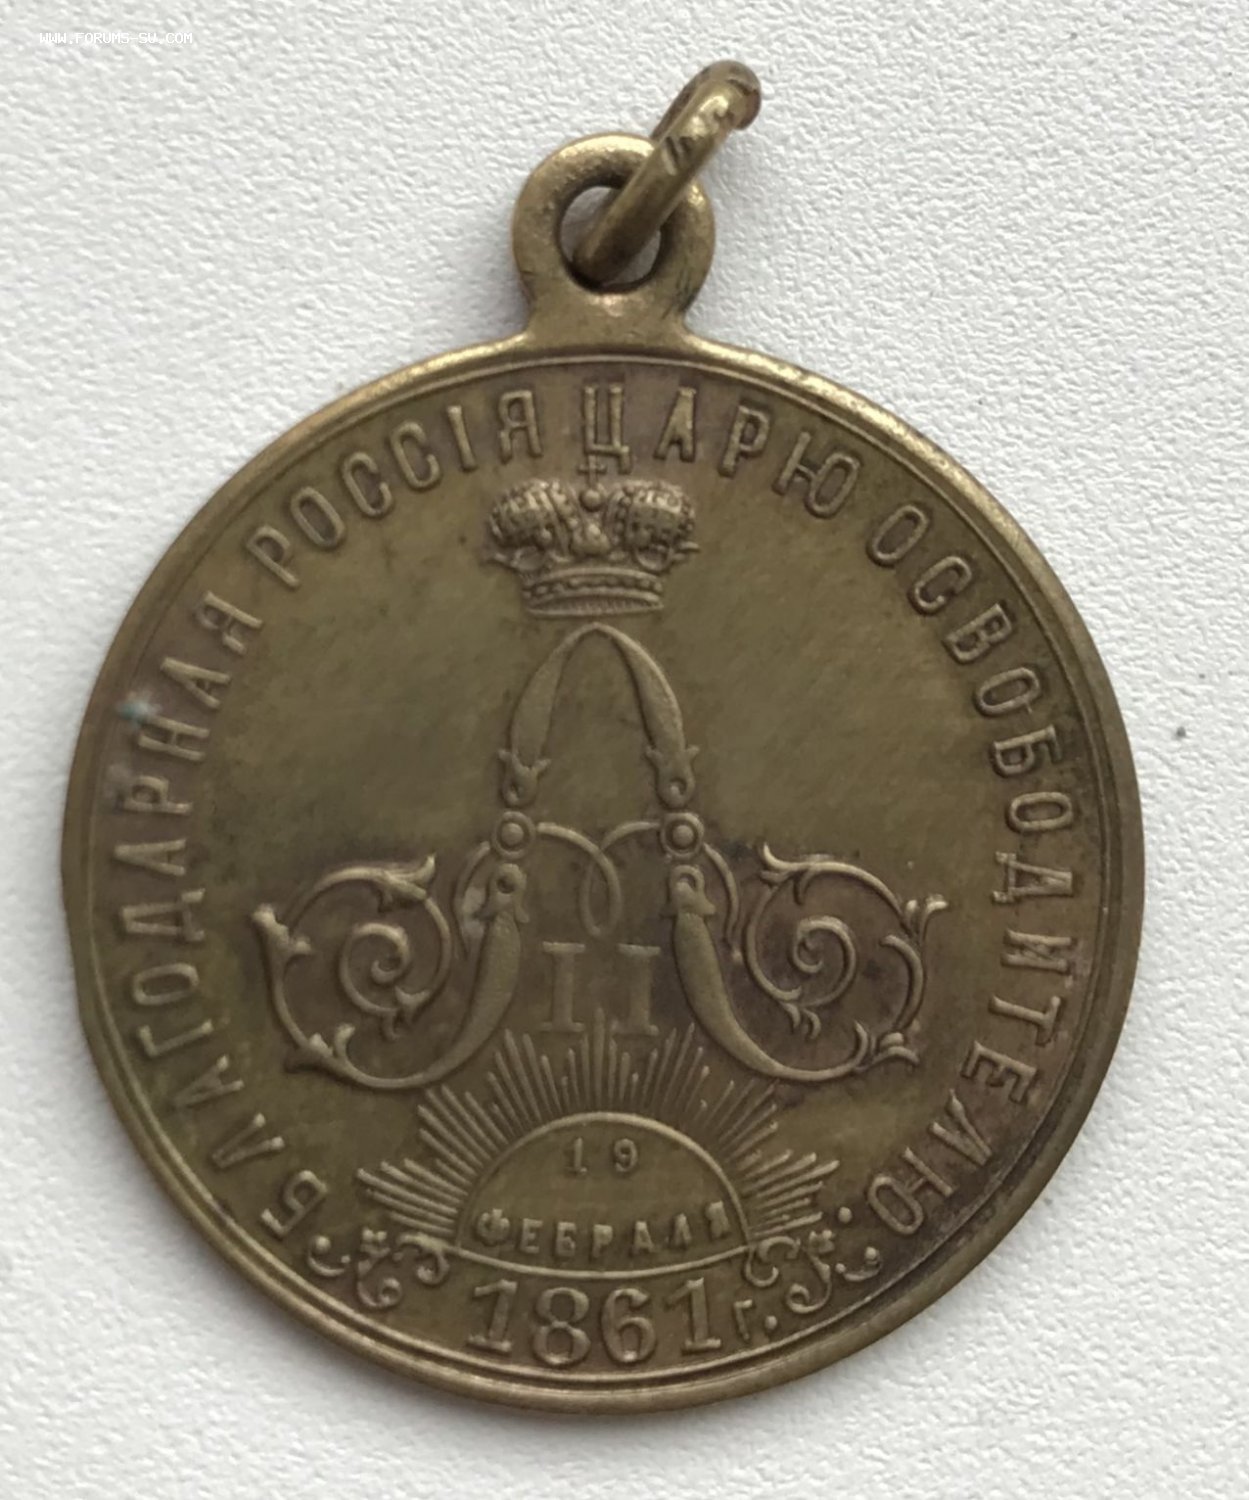 WWW.FORUMS-SU.COM
БЛАГОДАРНАЯ РОССІЯ ЦАРЮ ОСВОБОДИТЕЛЮ.
II
19
ФЕВРАЛЯ
1861 г.